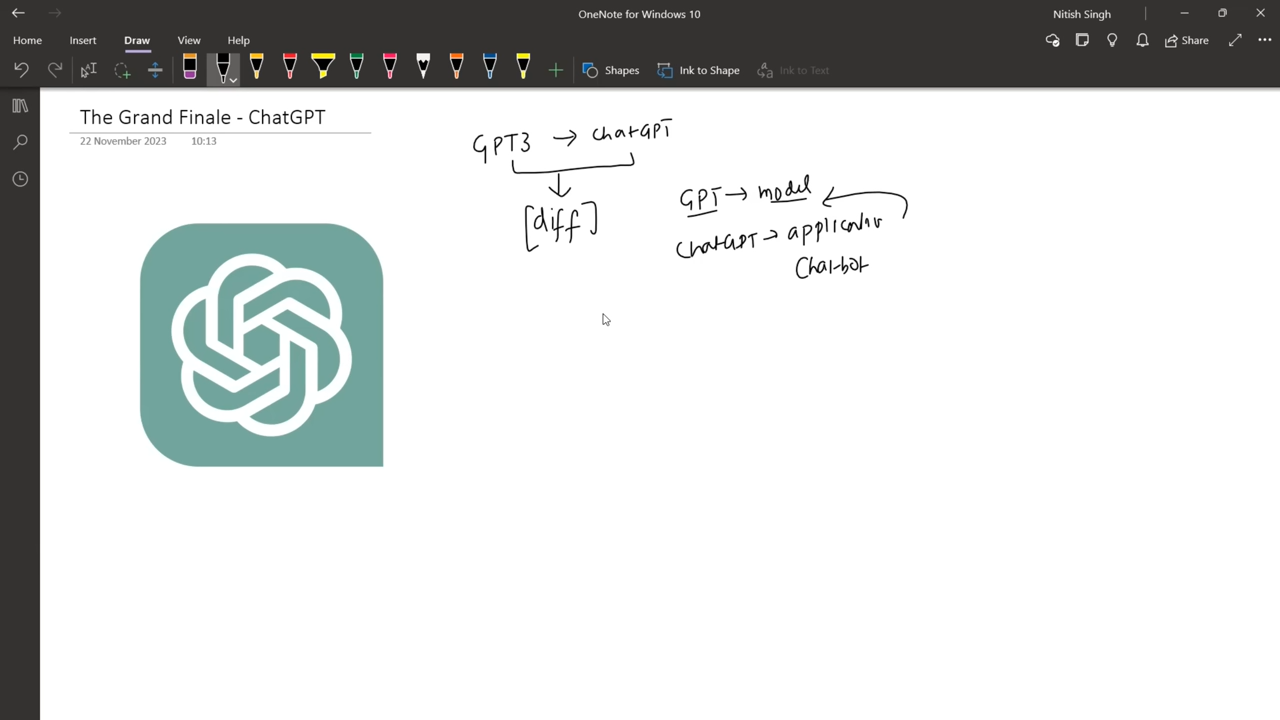 OneNote for Windows 10
Nitish Singh
Home Insert Draw View Help
Share
Shapes Ink to Shape Ink to Text
The Grand Finale - ChatGPT
22 November 2023 10:13
GPT3 → chatGPT
[diff]
GPT → model
ChatGPT → application
Chatbot